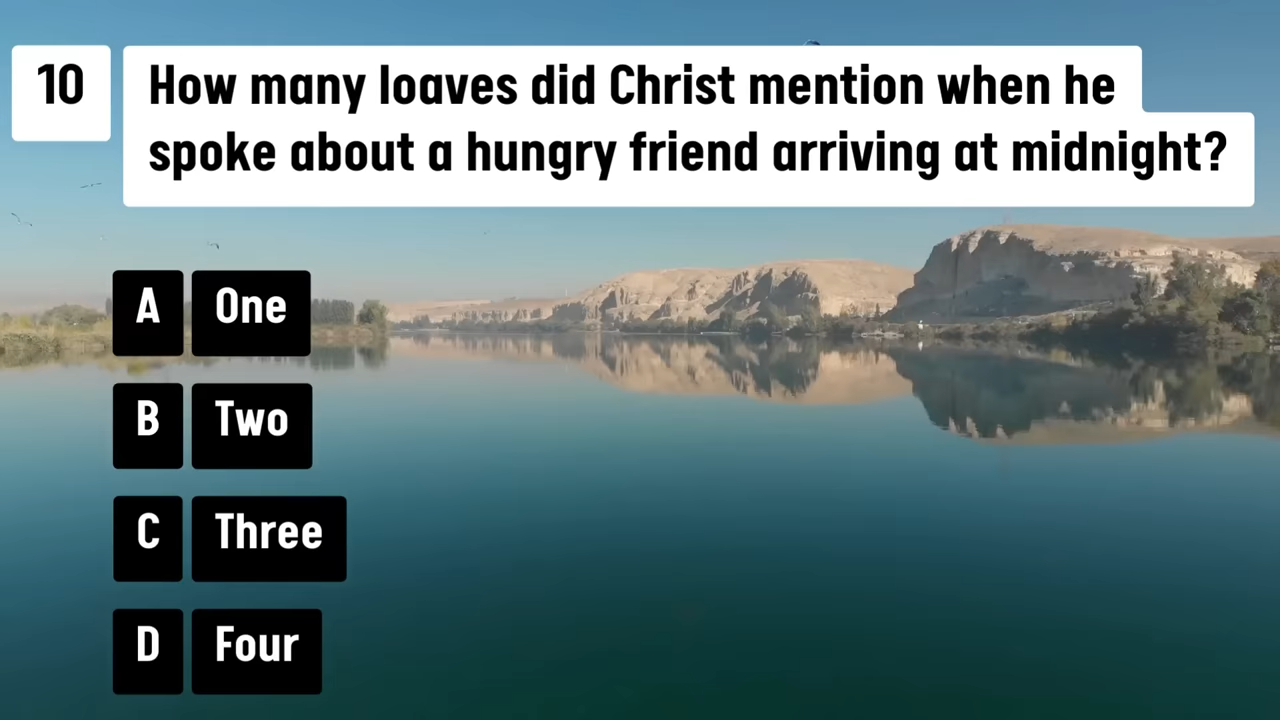 10
How many loaves did Christ mention when he
spoke about a hungry friend arriving at midnight?
A One
B Two
C Three
D Four